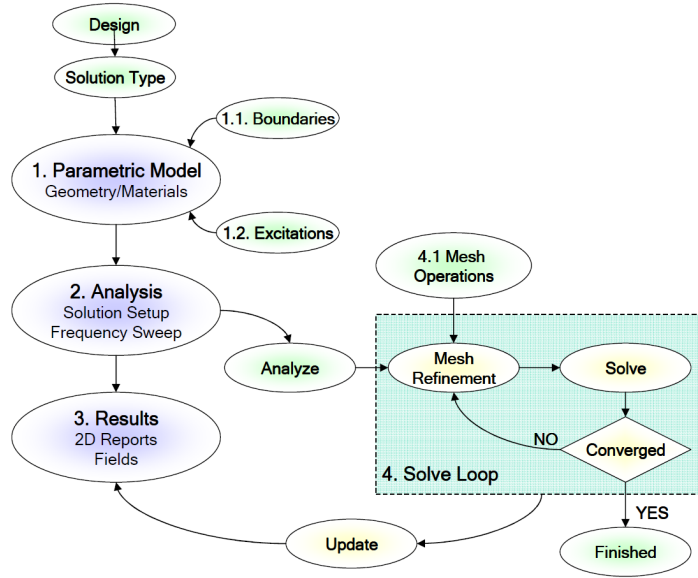 Design
Solution Type
1.1. Boundaries
1. Parametric Model
Geometry/Materials
1.2. Excitations
4.1 Mesh
Operations
2. Analysis
Solution Setup
Frequency Sweep
Analyze
Mesh
Refinement
Solve
3. Results
2D Reports
Fields
NO
Converged
4. Solve Loop
YES
Update
Finished